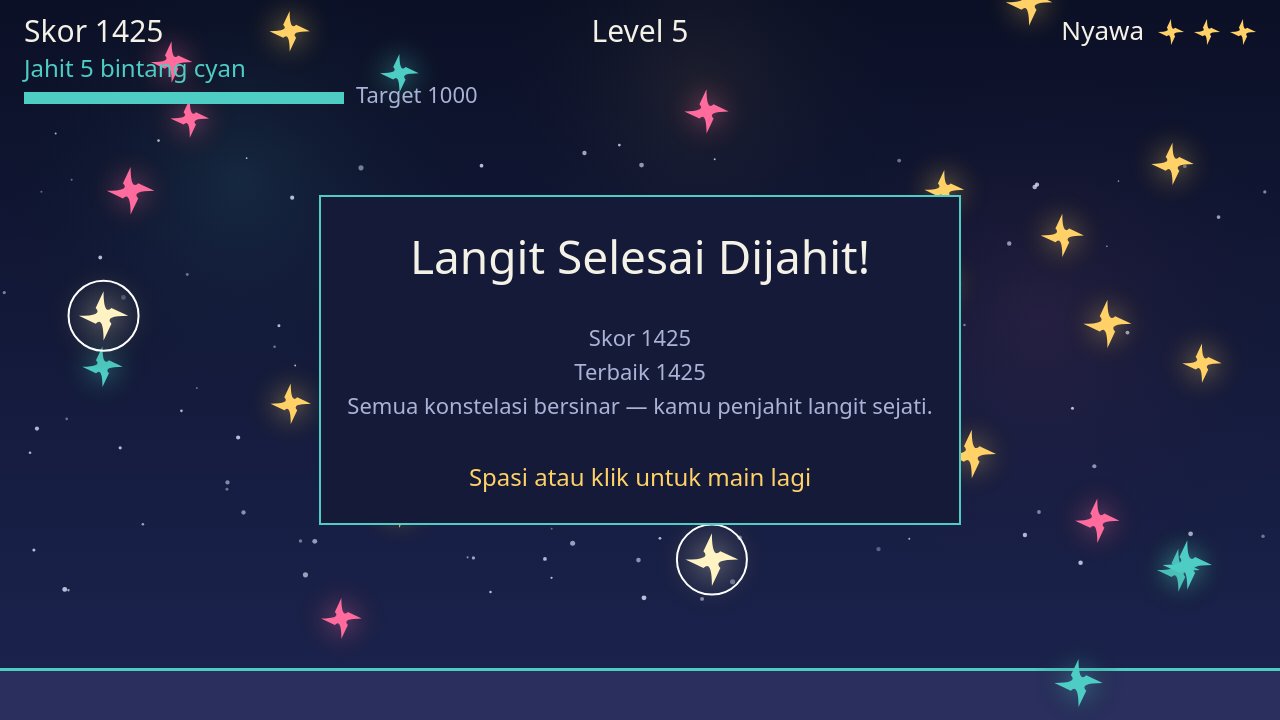 Skor 1425
Level 5
Nyawa
Jahit 5 bintang cyan
Target 1000
Langit Selesai Dijahit!
Skor 1425
Terbaik 1425
Semua konstelasi bersinar — kamu penjahit langit sejati.
Spasi atau klik untuk main lagi